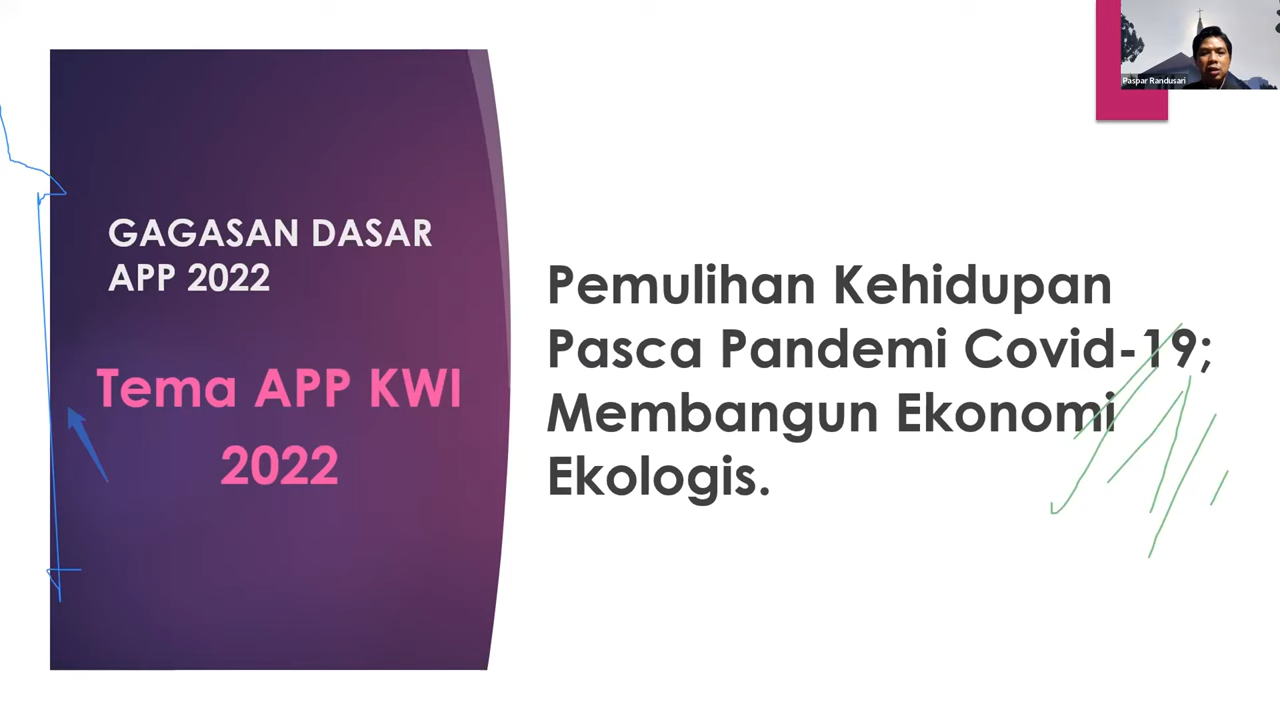 Paspar Randusari
GAGASAN DASAR
APP 2022
Tema APP KWI
2022
Pemulihan Kehidupan
Pasca Pandemi Covid-19;
Membangun Ekonomi
Ekologis.